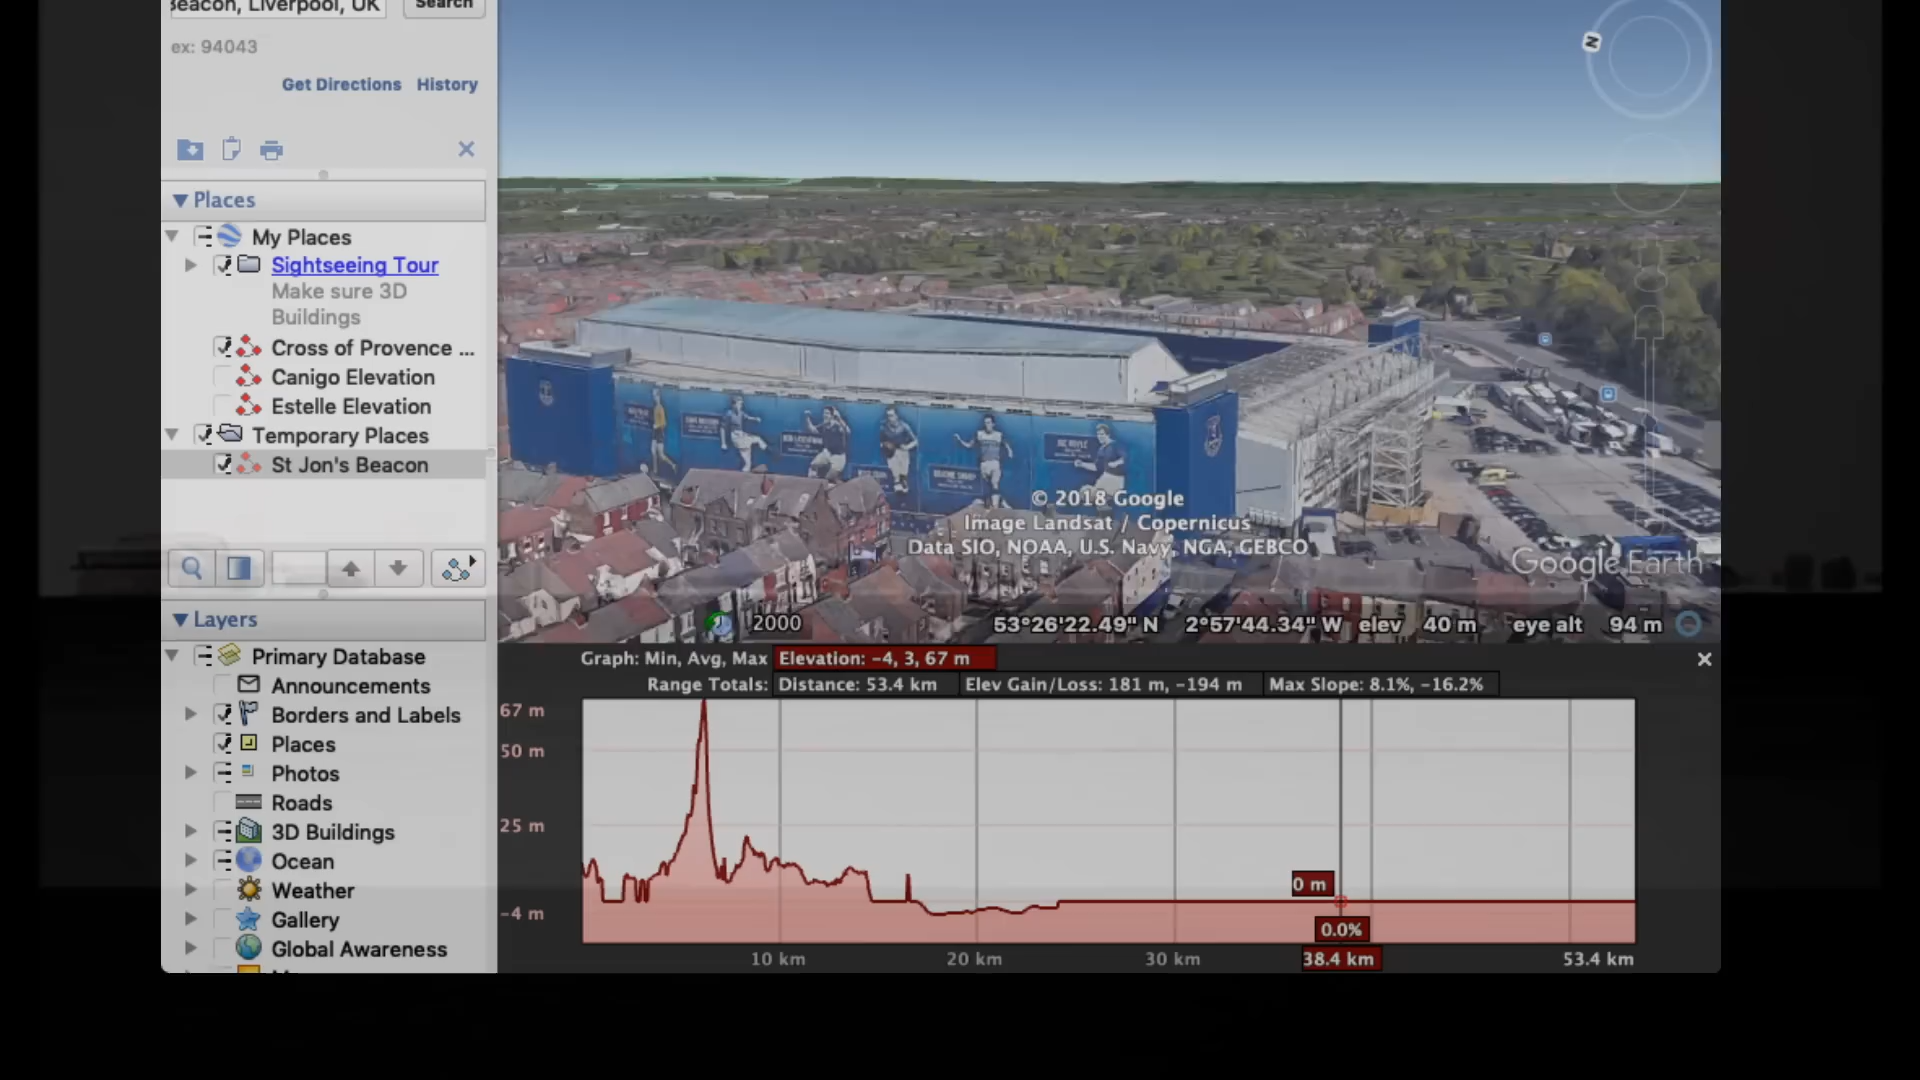 Beacon, Liverpool, UK
Search
ex: 94043
Get Directions History
Places
My Places
Sightseeing Tour
Make sure 3D
Buildings
Cross of Provence ...
Canigo Elevation
Estelle Elevation
Temporary Places
St Jon's Beacon
Layers
Primary Database
Announcements
Borders and Labels
Places
Photos
Roads
3D Buildings
Ocean
Weather
Gallery
Global Awareness
N
© 2018 Google
Image Landsat / Copernicus
Data SIO, NOAA, U.S. Navy, NGA, GEBCO
Google Earth
2000
53°26'22.49" N 2°57'44.34" W elev 40 m eye alt 94 m
Graph: Min, Avg, Max Elevation: -4, 3, 67 m
Range Totals: Distance: 53.4 km Elev Gain/Loss: 181 m, -194 m Max Slope: 8.1%, -16.2%
67 m
50 m
25 m
-4 m
0 m
0.0%
10 km 20 km 30 km 38.4 km 53.4 km